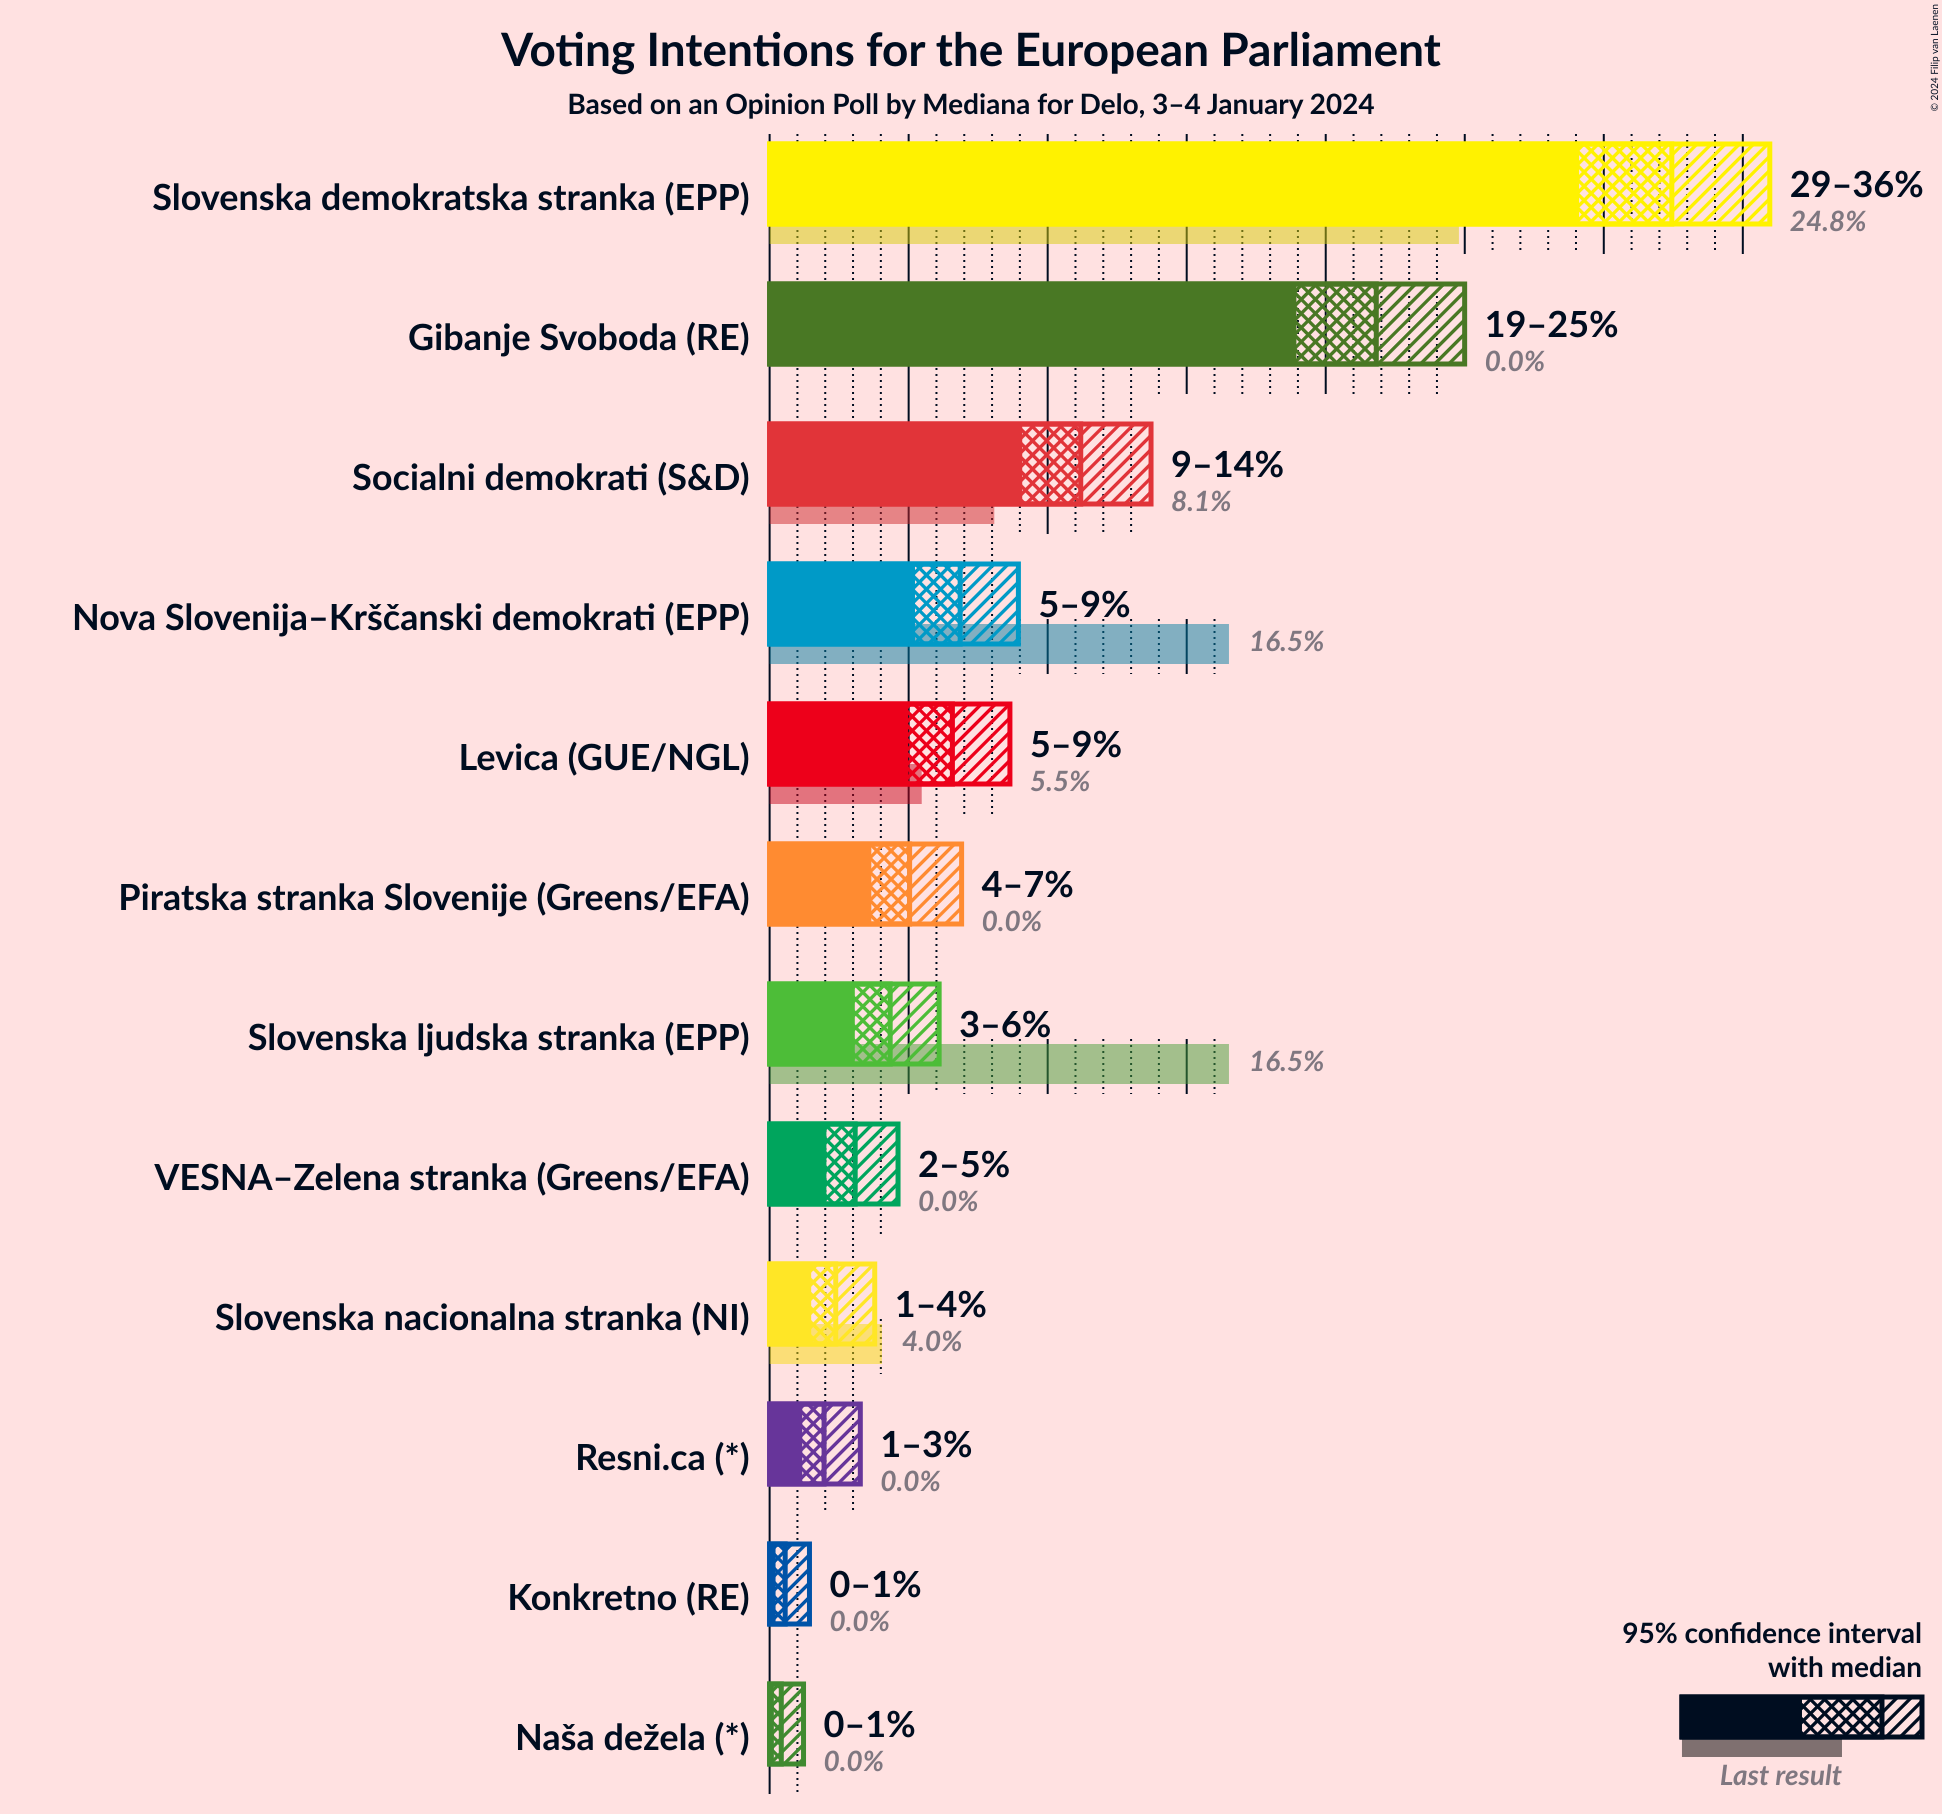 © 2024 Filip van Laenen
Voting Intentions for the European Parliament
Based on an Opinion Poll by Mediana for Delo, 3–4 January 2024
Slovenska demokratska stranka (EPP)
29–36%
24.8%
Gibanje Svoboda (RE)
19–25%
0.0%
Socialni demokrati (S&D)
9–14%
8.1%
Nova Slovenija–Krščanski demokrati (EPP)
5–9%
16.5%
Levica (GUE/NGL)
5–9%
5.5%
Piratska stranka Slovenije (Greens/EFA)
4–7%
0.0%
Slovenska ljudska stranka (EPP)
3–6%
16.5%
VESNA–Zelena stranka (Greens/EFA)
2–5%
0.0%
Slovenska nacionalna stranka (NI)
1–4%
4.0%
Resni.ca (*)
1–3%
0.0%
Konkretno (RE)
0–1%
0.0%
Naša dežela (*)
0–1%
0.0%
95% confidence interval
with median
Last result